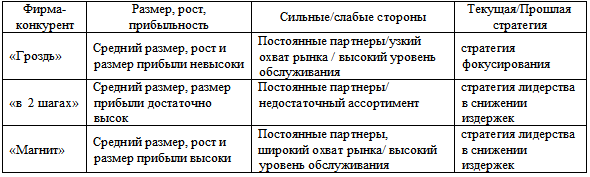 Фирма-
конкурент
Размер, рост,
прибыльность
Сильные/слабые стороны
Текущая/Прошлая
стратегия
«Гроздь»
Средний размер, рост и
размер прибыли невысоки
Постоянные партнеры/узкий
охват рынка / высокий уровень
обслуживания
стратегия
фокусирования
«в 2 шагах»
Средний размер, размер
прибыли достаточно
высок
Постоянные партнеры/
недостаточный ассортимент
стратегия лидерства
в снижении
издержек
«Магнит»
Средний размер, рост и
размер прибыли высоки
Постоянные партнеры,
широкий охват рынка/ высокий
уровень обслуживания
стратегия лидерства
в снижении
издержек